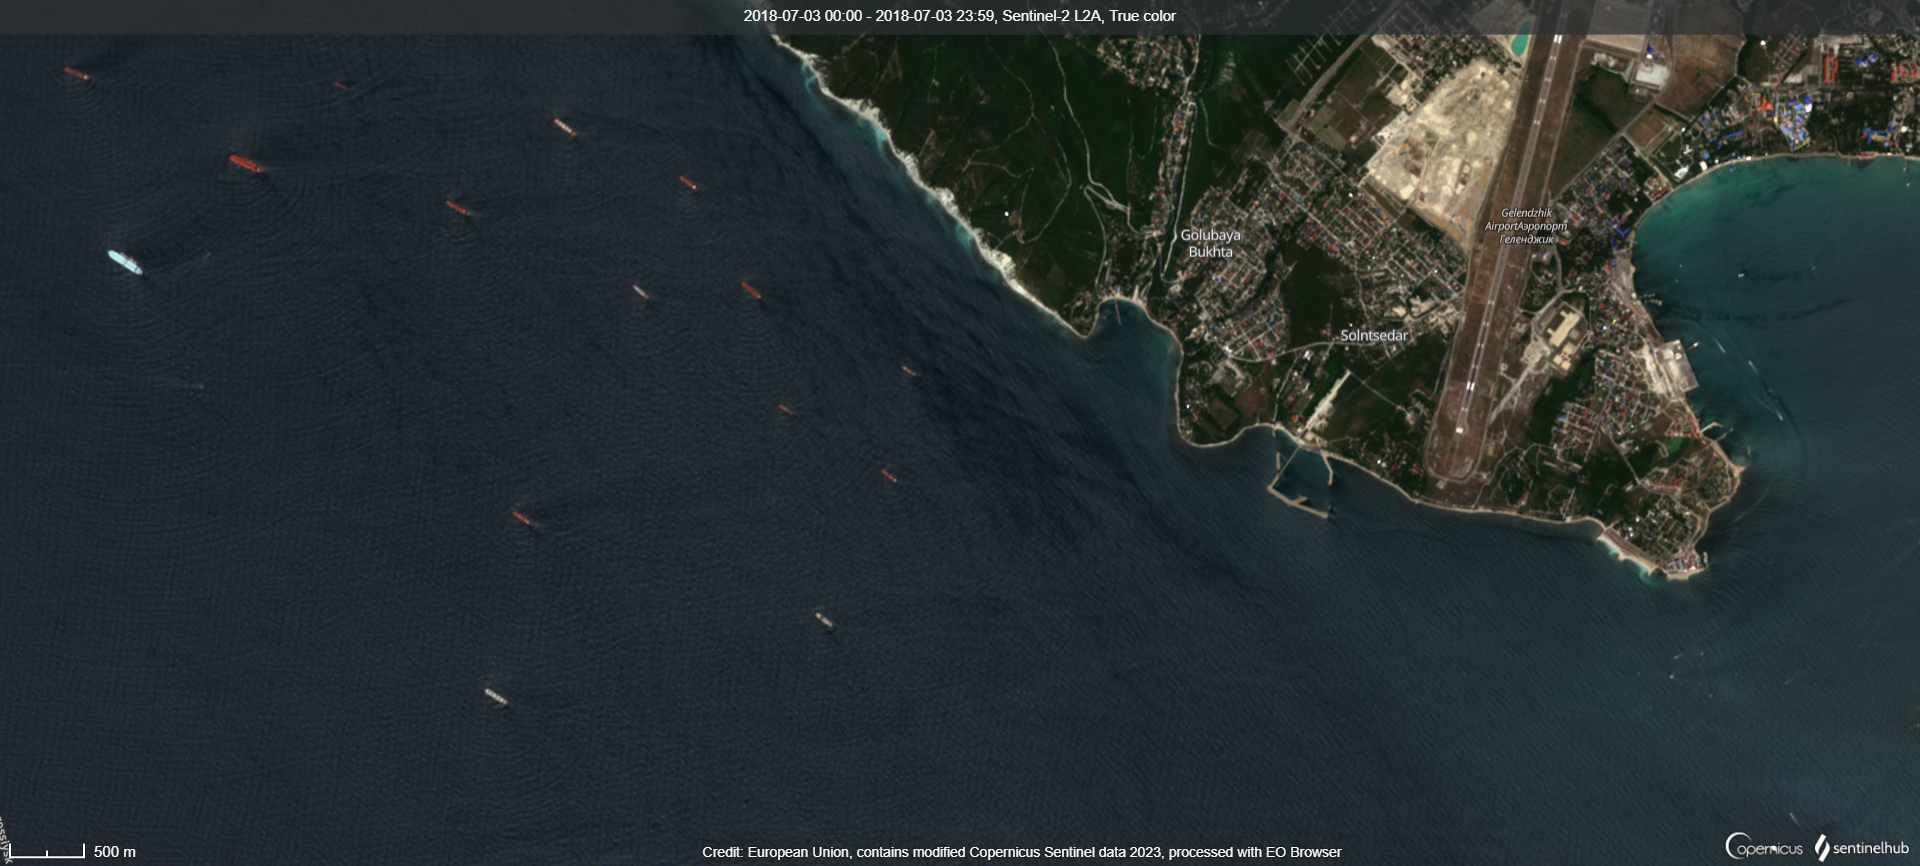 2018-07-03 00:00 - 2018-07-03 23:59, Sentinel-2 L2A, True color
Gelendzhik
AirportАэропорт
Геленджик
Golubaya
Bukhta
Solntsedar
500 m
Credit: European Union, contains modified Copernicus Sentinel data 2023, processed with EO Browser
Copernicus
sentinelhub